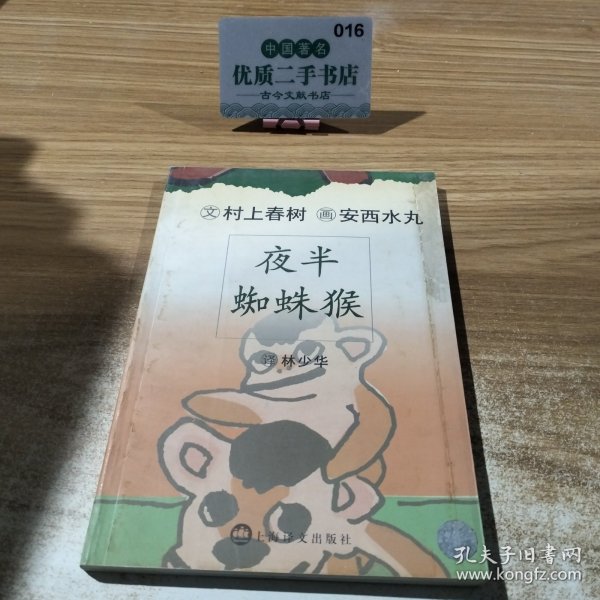 016
中国著名
优质二手书店
古今文献书店
文 村上春树 画 安西水丸
夜半
蜘蛛猴
译 林少华
上海译文出版社
孔夫子旧书网
www.kongfz.com